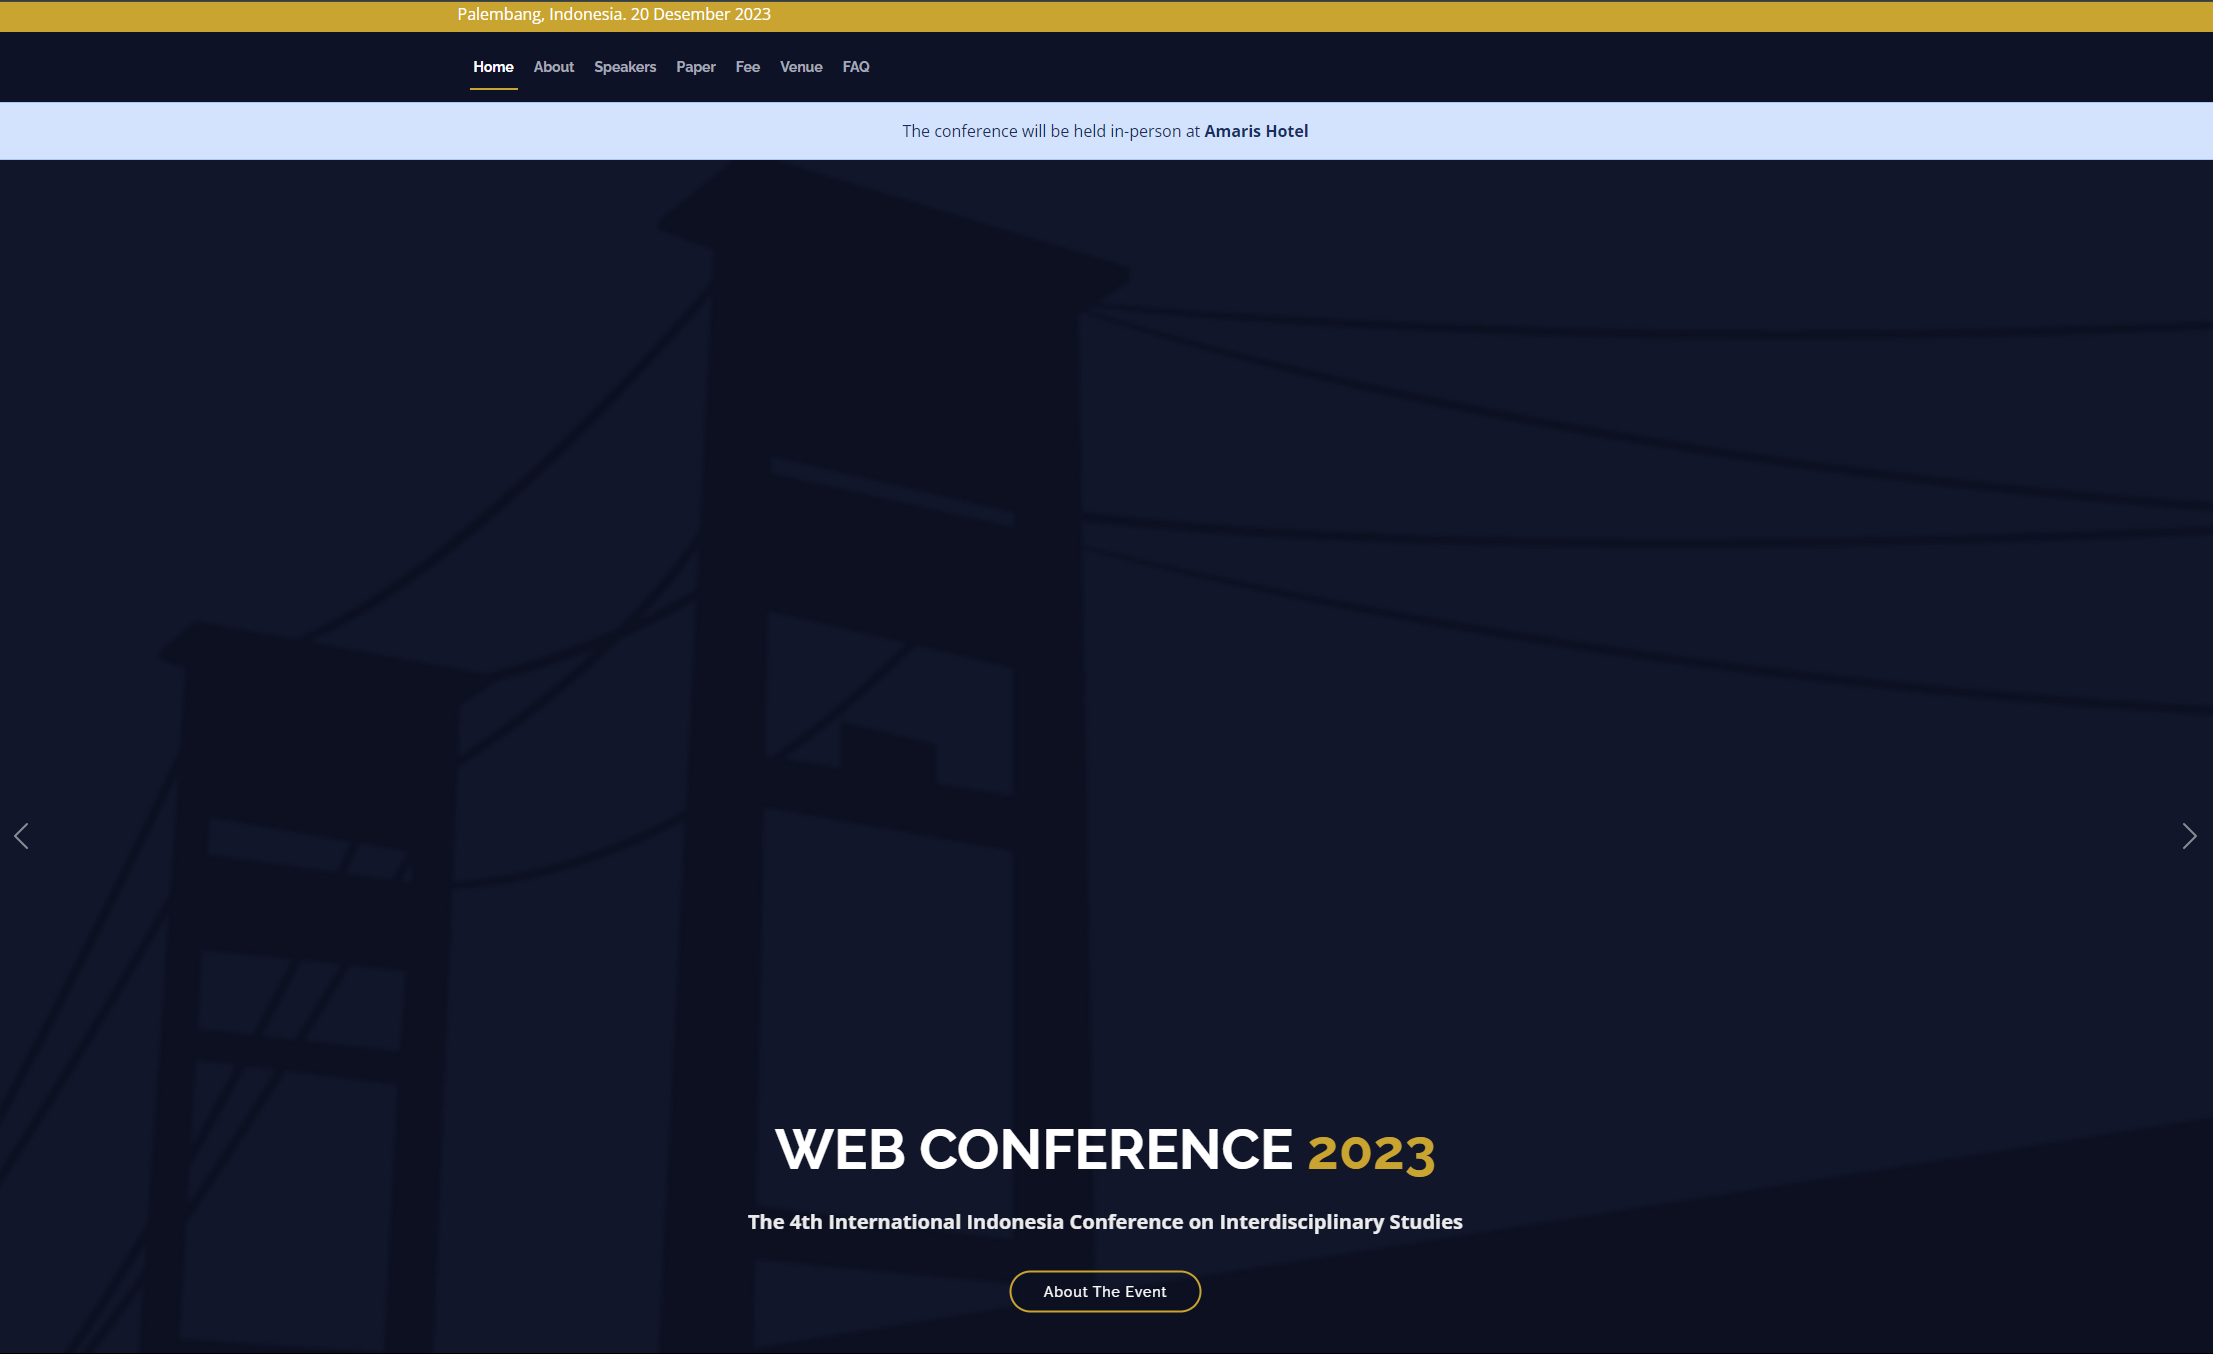 Palembang, Indonesia. 20 Desember 2023
Home About Speakers Paper Fee Venue FAQ
The conference will be held in-person at Amaris Hotel
WEB CONFERENCE 2023
The 4th International Indonesia Conference on Interdisciplinary Studies
About The Event